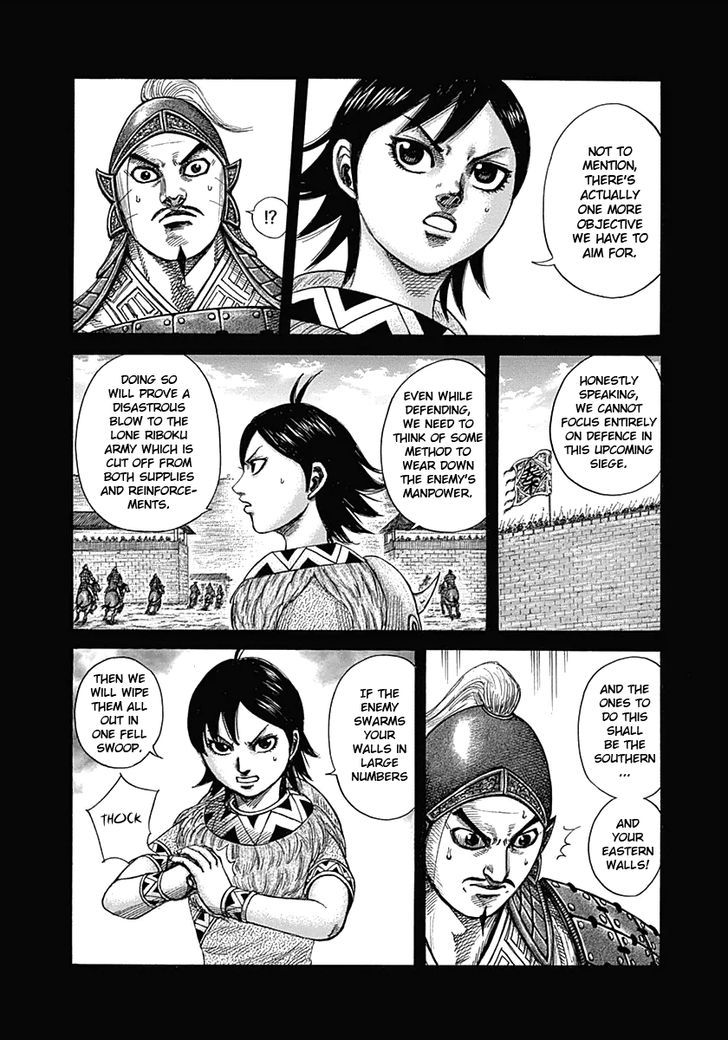 NOT TO
MENTION,
THERE'S
ACTUALLY
ONE MORE
OBJECTIVE
WE HAVE TO
AIM FOR.
!?
HONESTLY
SPEAKING,
WE CANNOT
FOCUS ENTIRELY
ON DEFENCE IN
THIS UPCOMING
SIEGE.
李
EVEN WHILE
DEFENDING,
WE NEED TO
THINK OF SOME
METHOD TO
WEAR DOWN
THE ENEMY'S
MANPOWER.
DOING SO
WILL PROVE A
DISASTROUS
BLOW TO THE
LONE RIBOKU
ARMY WHICH IS
CUT OFF FROM
BOTH SUPPLIES
AND REINFORCE-
MENTS.
AND THE
ONES TO
DO THIS
SHALL
BE THE
SOUTHERN
...
AND
YOUR
EASTERN
WALLS!
IF THE
ENEMY
SWARMS
YOUR
WALLS IN
LARGE
NUMBERS
THEN WE
WILL WIPE
THEM ALL
OUT IN
ONE FELL
SWOOP.
THOCK